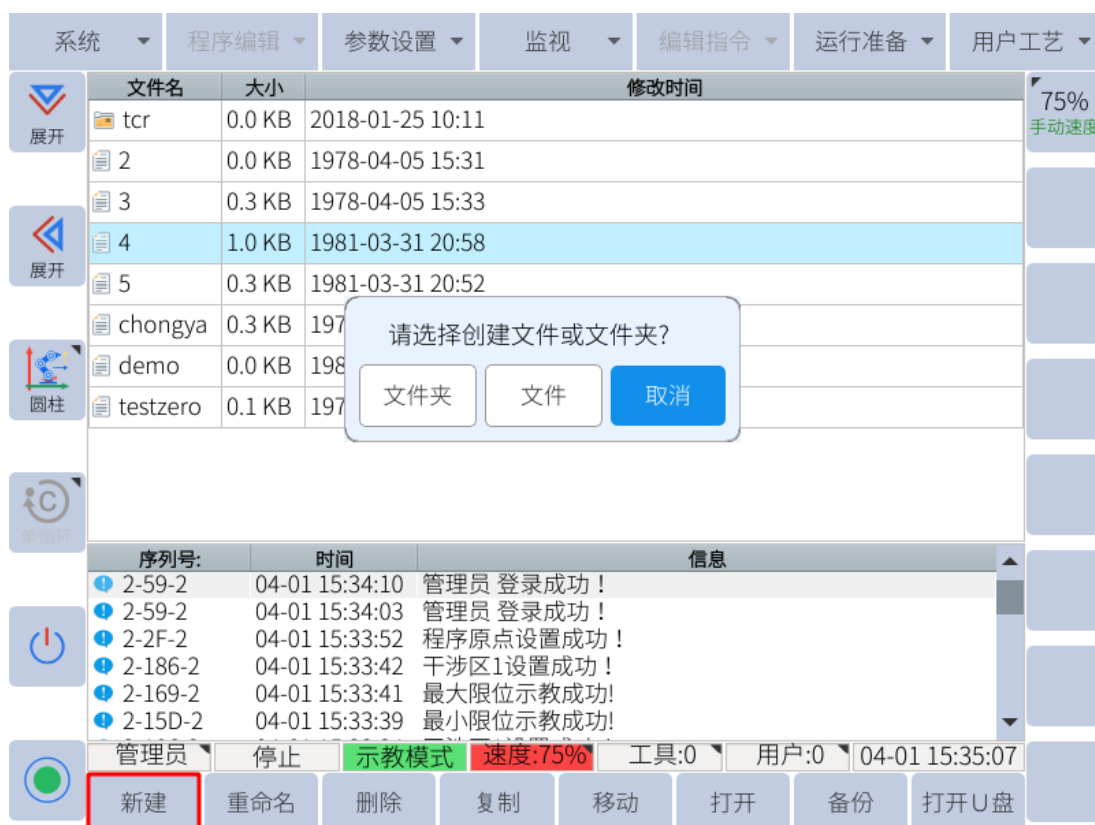 系统 程序编辑 参数设置 监视 编辑指令 运行准备 用户工艺
展开
展开
圆柱
单循环
文件名 大小 修改时间
tcr 0.0 KB 2018-01-25 10:11
2 0.0 KB 1978-04-05 15:31
3 0.3 KB 1978-04-05 15:33
4 1.0 KB 1981-03-31 20:58
5 0.3 KB 1981-03-31 20:52
chongya 0.3 KB 197
demo 0.0 KB 198
testzero 0.1 KB 197
请选择创建文件或文件夹?
文件夹 文件 取消
75%
手动速度
序列号: 时间 信息
2-59-2 04-01 15:34:10 管理员 登录成功！
2-59-2 04-01 15:34:03 管理员 登录成功！
2-2F-2 04-01 15:33:52 程序原点设置成功！
2-186-2 04-01 15:33:42 干涉区1设置成功！
2-169-2 04-01 15:33:41 最大限位示教成功!
2-15D-2 04-01 15:33:39 最小限位示教成功!
管理员 停止 示教模式 速度:75% 工具:0 用户:0 04-01 15:35:07
新建 重命名 删除 复制 移动 打开 备份 打开U盘